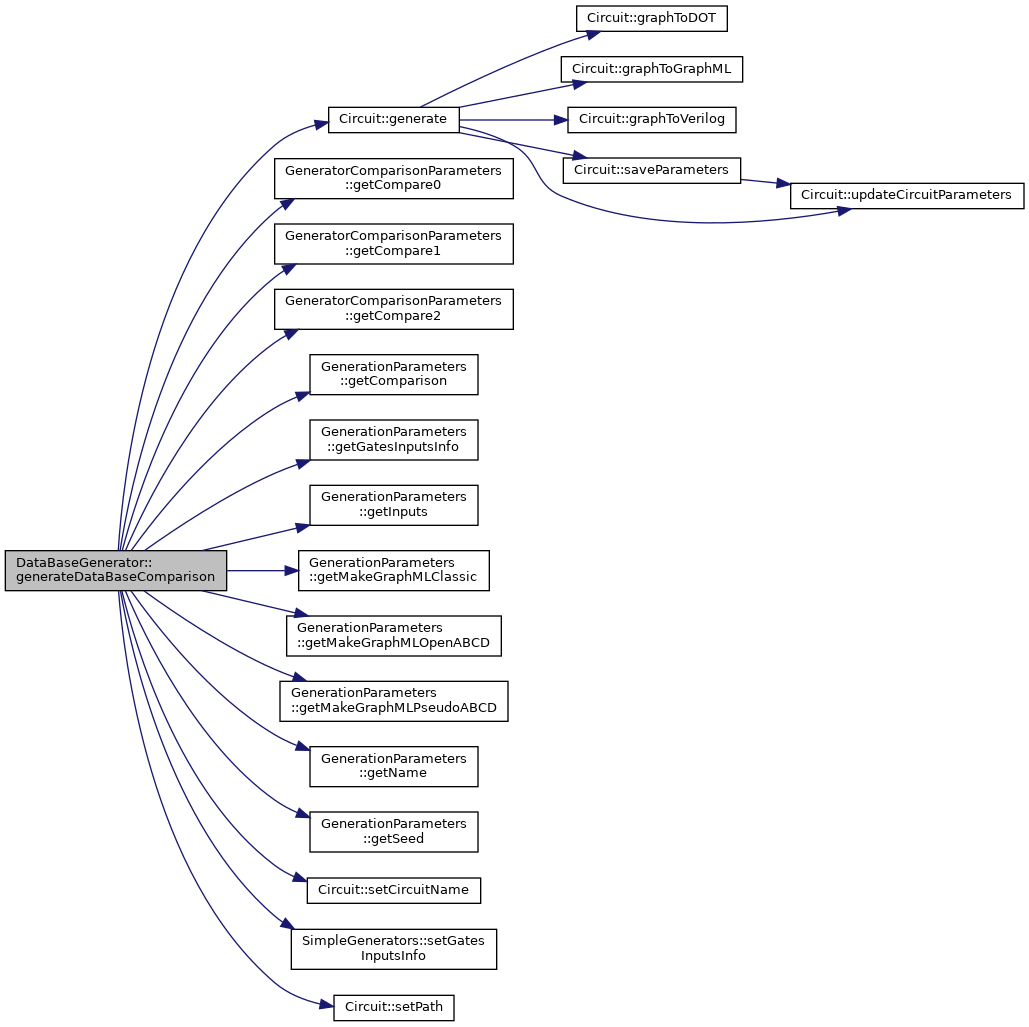 Circuit::graphToDOT
Circuit::graphToGraphML
Circuit::generate
Circuit::graphToVerilog
Circuit::saveParameters
Circuit::updateCircuitParameters
GeneratorComparisonParameters
::getCompare0
GeneratorComparisonParameters
::getCompare1
GeneratorComparisonParameters
::getCompare2
GenerationParameters
::getComparison
GenerationParameters
::getGatesInputsInfo
GenerationParameters
::getInputs
DataBaseGenerator::
generateDataBaseComparison
GenerationParameters
::getMakeGraphMLClassic
GenerationParameters
::getMakeGraphMLOpenABCD
GenerationParameters
::getMakeGraphMLPseudoABCD
GenerationParameters
::getName
GenerationParameters
::getSeed
Circuit::setCircuitName
SimpleGenerators::setGates
InputsInfo
Circuit::setPath